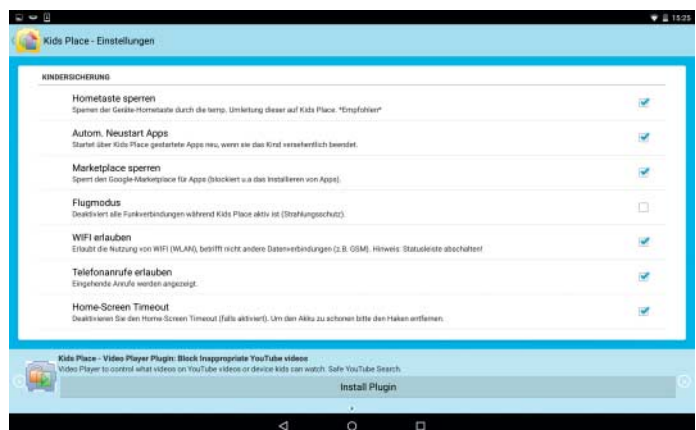 15:25
Kids Place - Einstellungen
KINDERSICHERUNG
Hometaste sperren
Sperren der Geräte-Hometaste durch die temp. Umleitung dieser auf Kids Place. *Empfohlen*
Autom. Neustart Apps
Startet über Kids Place gestartete Apps neu, wenn sie das Kind versehentlich beendet.
Marketplace sperren
Sperrt den Google-Marketplace für Apps (blockiert u.a das Installieren von Apps).
Flugmodus
Deaktiviert alle Funkverbindungen während Kids Place aktiv ist (Strahlungsschutz).
WIFI erlauben
Erlaubt die Nutzung von WIFI (WLAN), betrifft nicht andere Datenverbindungen (z.B. GSM). Hinweis: Statusleiste abschalten!
Telefonanrufe erlauben
Eingehende Anrufe werden angezeigt.
Home-Screen Timeout
Deaktivieren Sie den Home-Screen Timeout (falls aktiviert). Um den Akku zu schonen bitte den Haken entfernen.
Kids Place - Video Player Plugin: Block Inappropriate YouTube videos
Video Player to control what videos on YouTube videos or device kids can watch. Safe YouTube Search.
Install Plugin